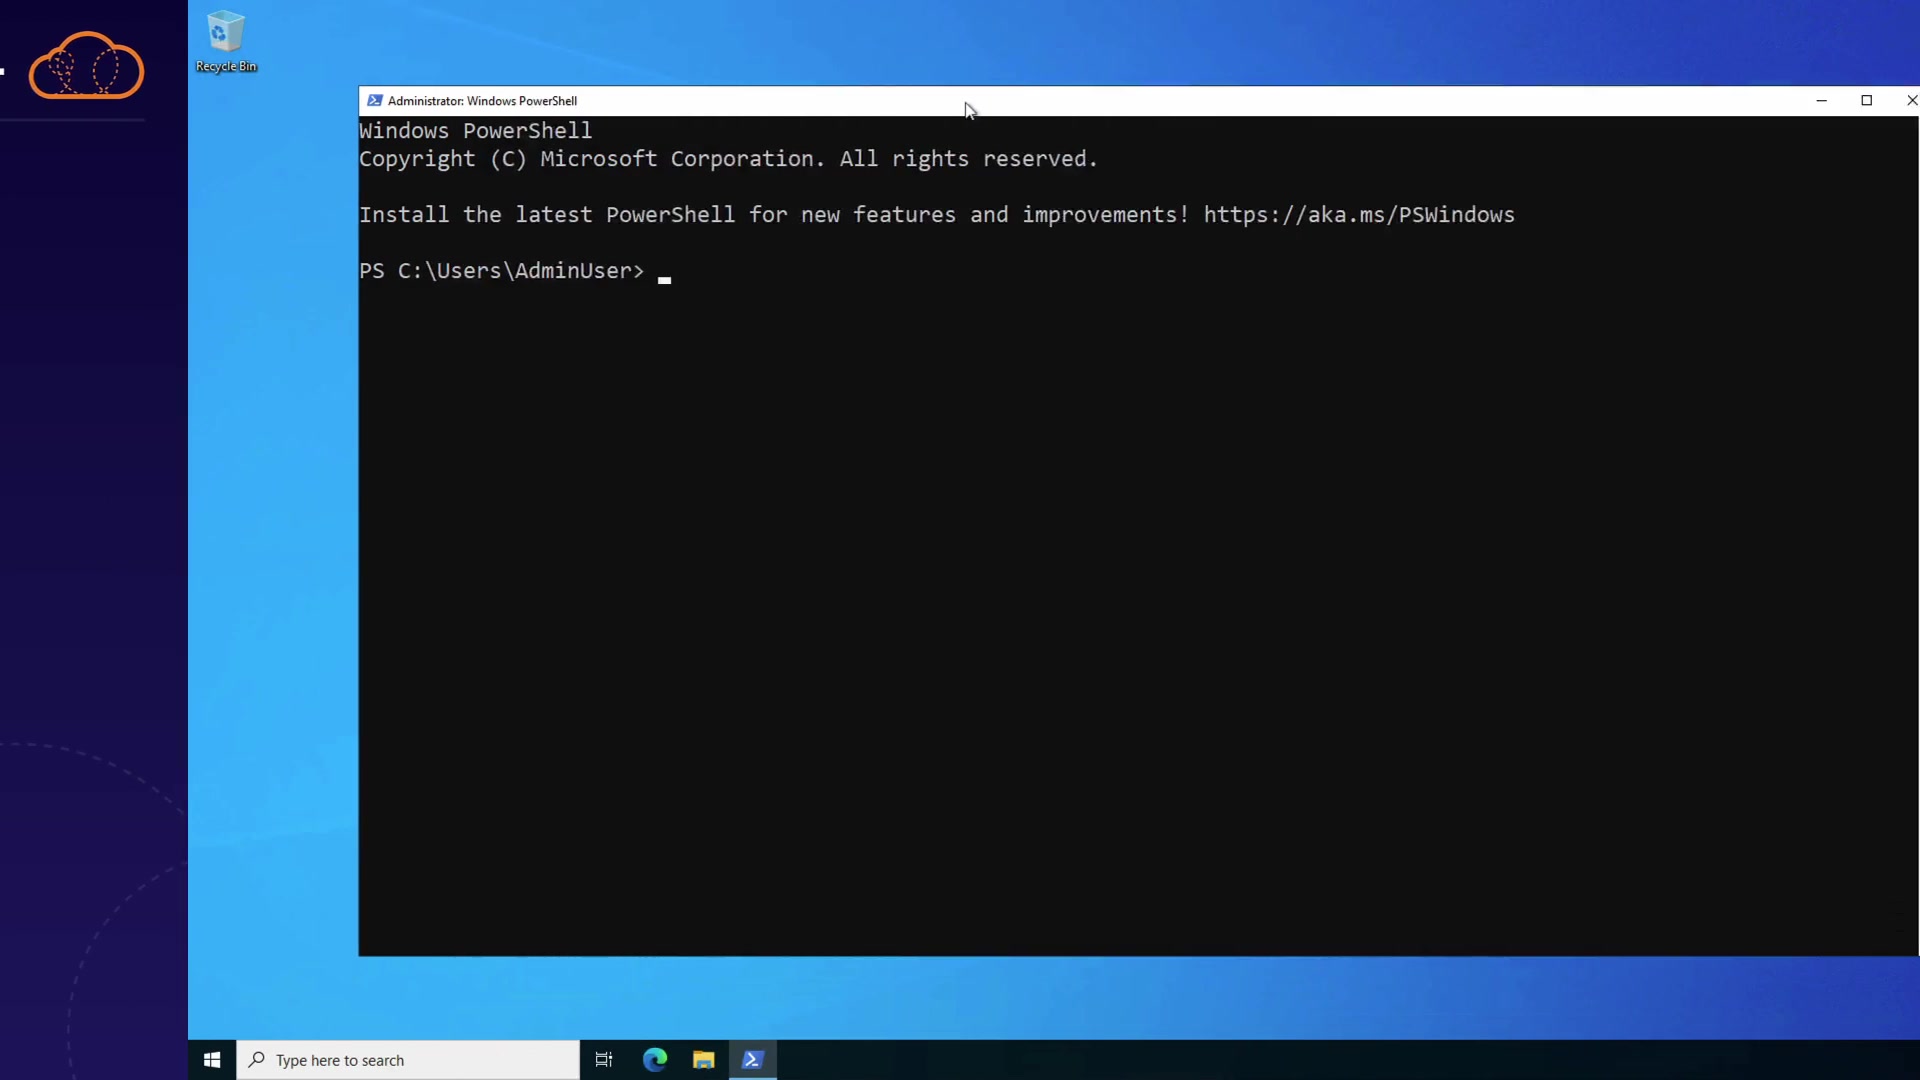 Recycle Bin
Administrator: Windows PowerShell
Windows PowerShell
Copyright (C) Microsoft Corporation. All rights reserved.
Install the latest PowerShell for new features and improvements! https://aka.ms/PSWindows
PS C:\Users\AdminUser>
Type here to search